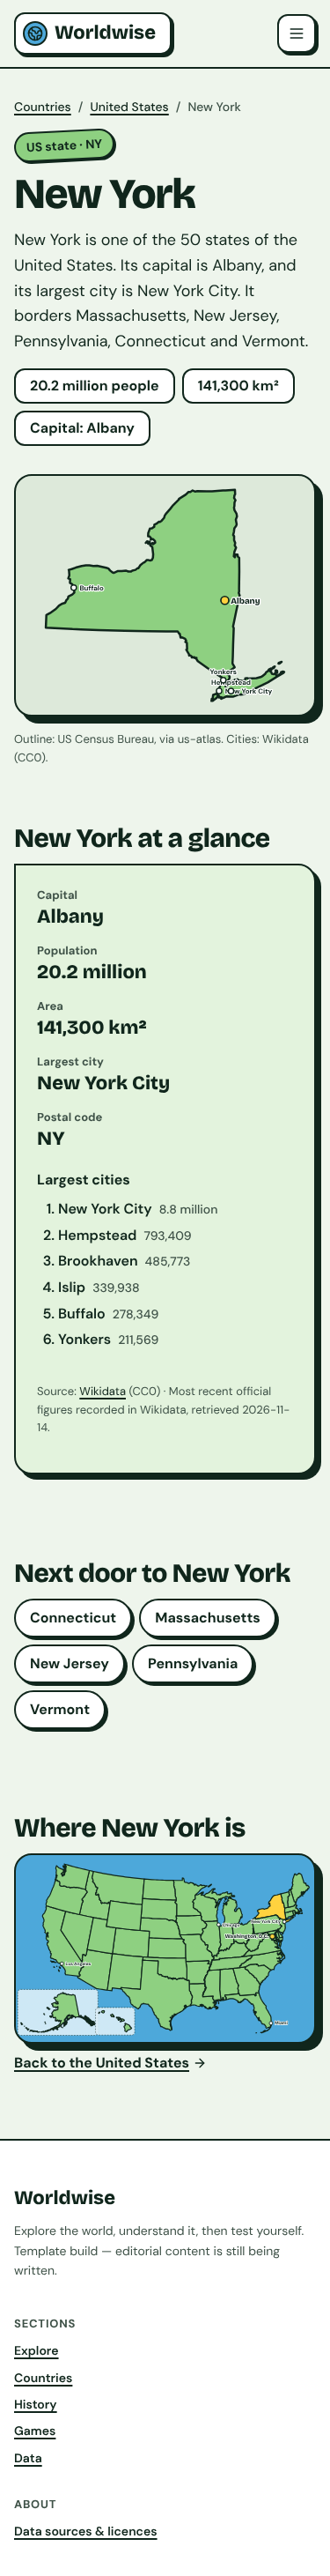 Worldwise
Countries / United States / New York
US state · NY
New York
New York is one of the 50 states of the
United States. Its capital is Albany, and
its largest city is New York City. It
borders Massachusetts, New Jersey,
Pennsylvania, Connecticut and Vermont.
20.2 million people
141,300 km²
Capital: Albany
Buffalo
Albany
Yonkers
Hempstead
New York City
Outline: US Census Bureau, via us-atlas. Cities: Wikidata
(CC0).
New York at a glance
Capital
Albany
Population
20.2 million
Area
141,300 km²
Largest city
New York City
Postal code
NY
Largest cities
1. New York City 8.8 million
2. Hempstead 793,409
3. Brookhaven 485,773
4. Islip 339,938
5. Buffalo 278,349
6. Yonkers 211,569
Source: Wikidata (CC0) · Most recent official
figures recorded in Wikidata, retrieved 2026-11-
14.
Next door to New York
Connecticut
Massachusetts
New Jersey
Pennsylvania
Vermont
Where New York is
Chicago
New York City
Washington, D.C.
Los Angeles
Miami
Back to the United States →
Worldwise
Explore the world, understand it, then test yourself.
Template build — editorial content is still being
written.
SECTIONS
Explore
Countries
History
Games
Data
ABOUT
Data sources & licences